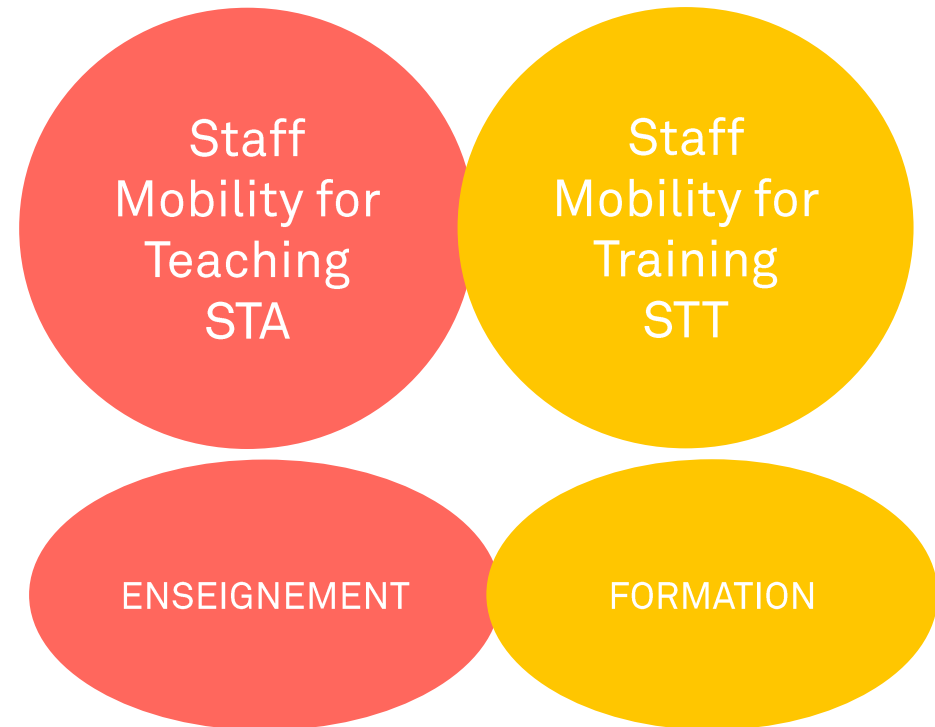 Staff
Mobility for
Teaching
STA
Staff
Mobility for
Training
STT
ENSEIGNEMENT
FORMATION